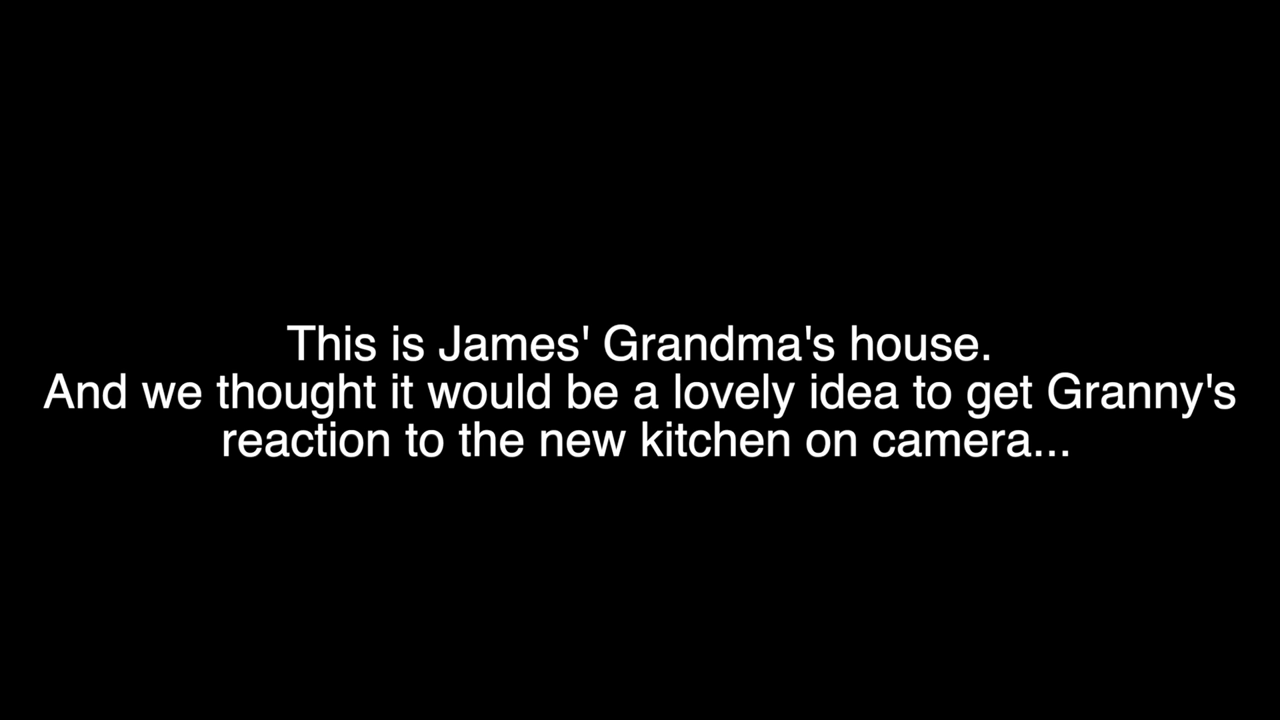 This is James' Grandma's house.
And we thought it would be a lovely idea to get Granny's
reaction to the new kitchen on camera...